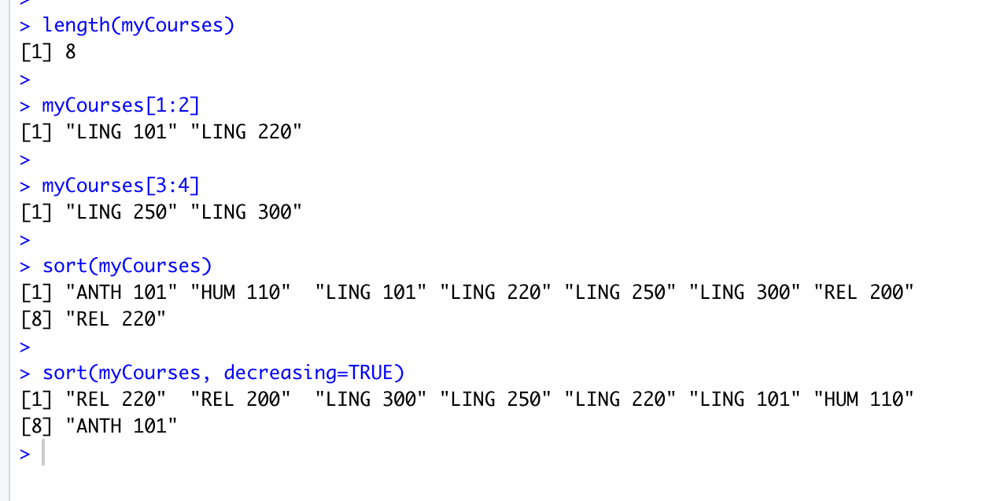 >
> length(myCourses)
[1] 8
>
> myCourses[1:2]
[1] "LING 101" "LING 220"
>
> myCourses[3:4]
[1] "LING 250" "LING 300"
>
> sort(myCourses)
[1] "ANTH 101" "HUM 110"  "LING 101" "LING 220" "LING 250" "LING 300" "REL 200"
[8] "REL 220"
>
> sort(myCourses, decreasing=TRUE)
[1] "REL 220"  "REL 200"  "LING 300" "LING 250" "LING 220" "LING 101" "HUM 110"
[8] "ANTH 101"
>